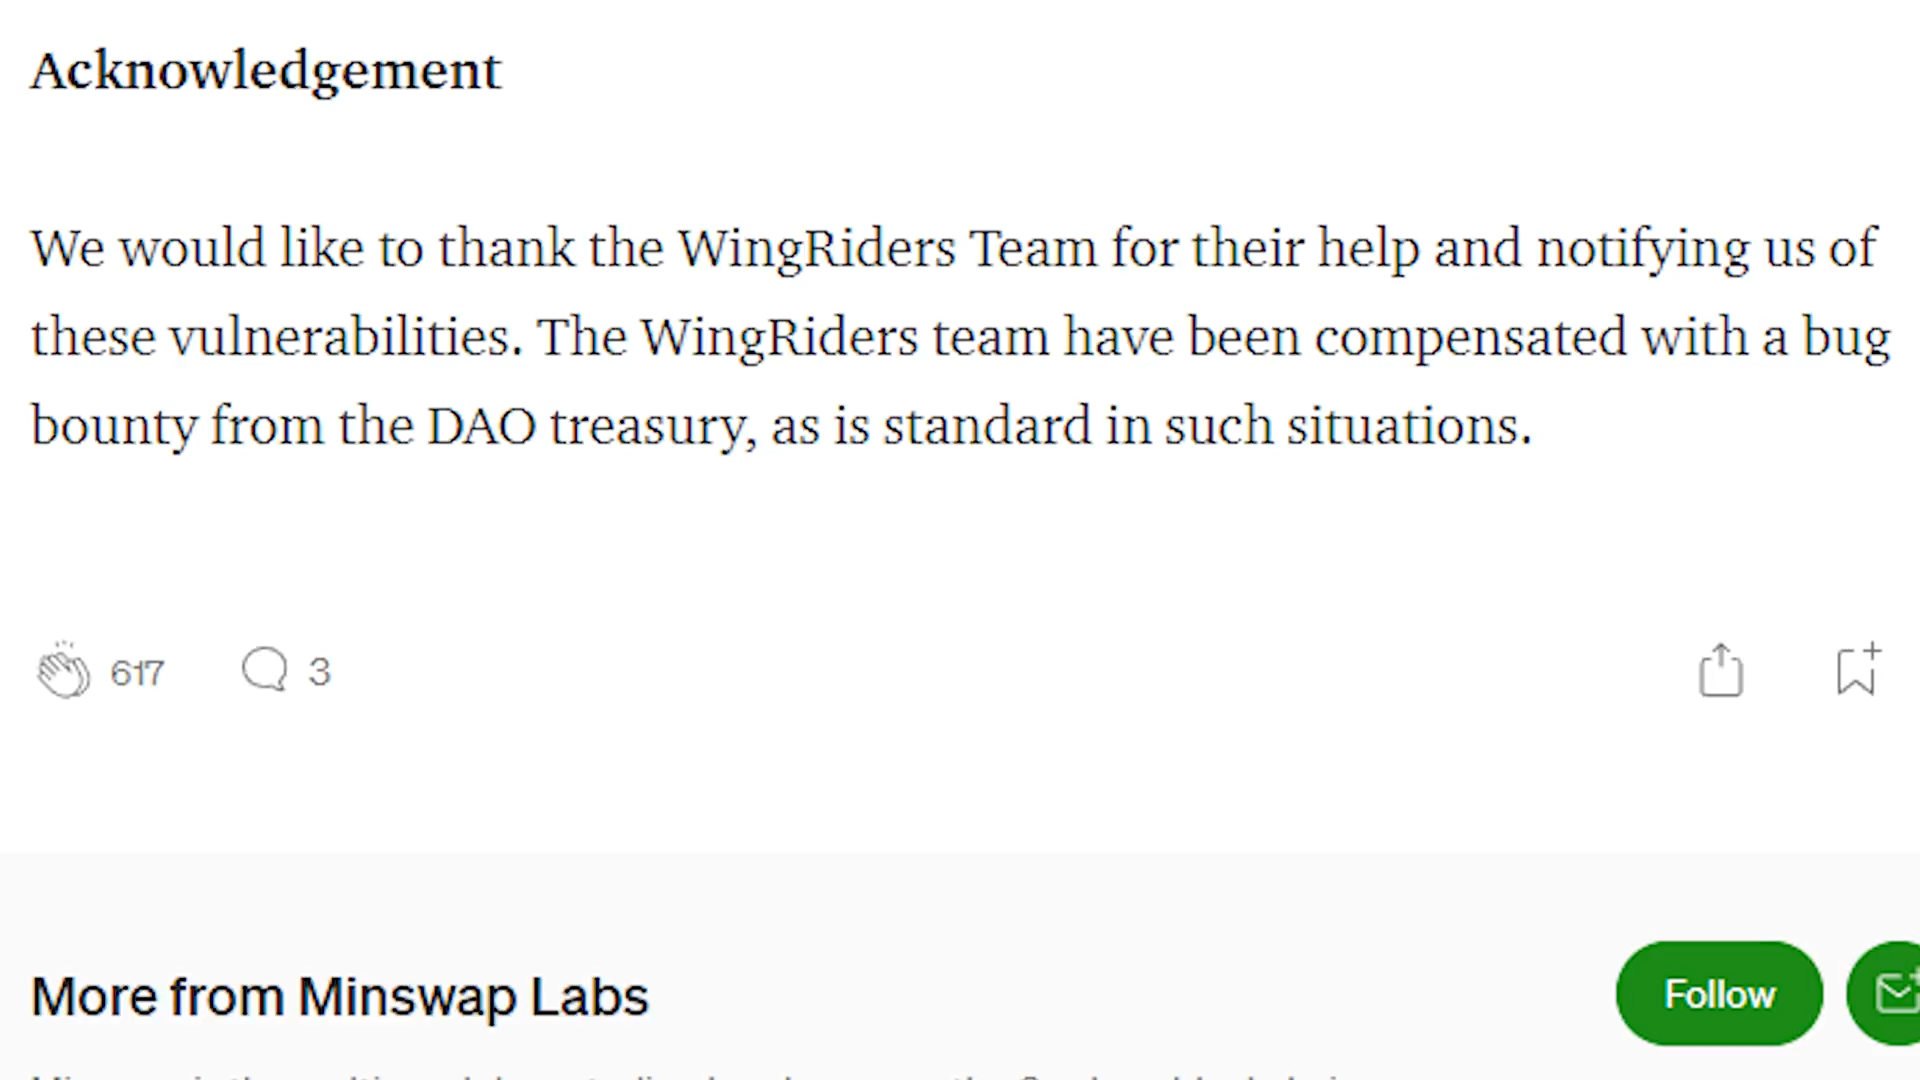 Acknowledgement
We would like to thank the WingRiders Team for their help and notifying us of
these vulnerabilities. The WingRiders team have been compensated with a bug
bounty from the DAO treasury, as is standard in such situations.
617 3
More from Minswap Labs
Follow